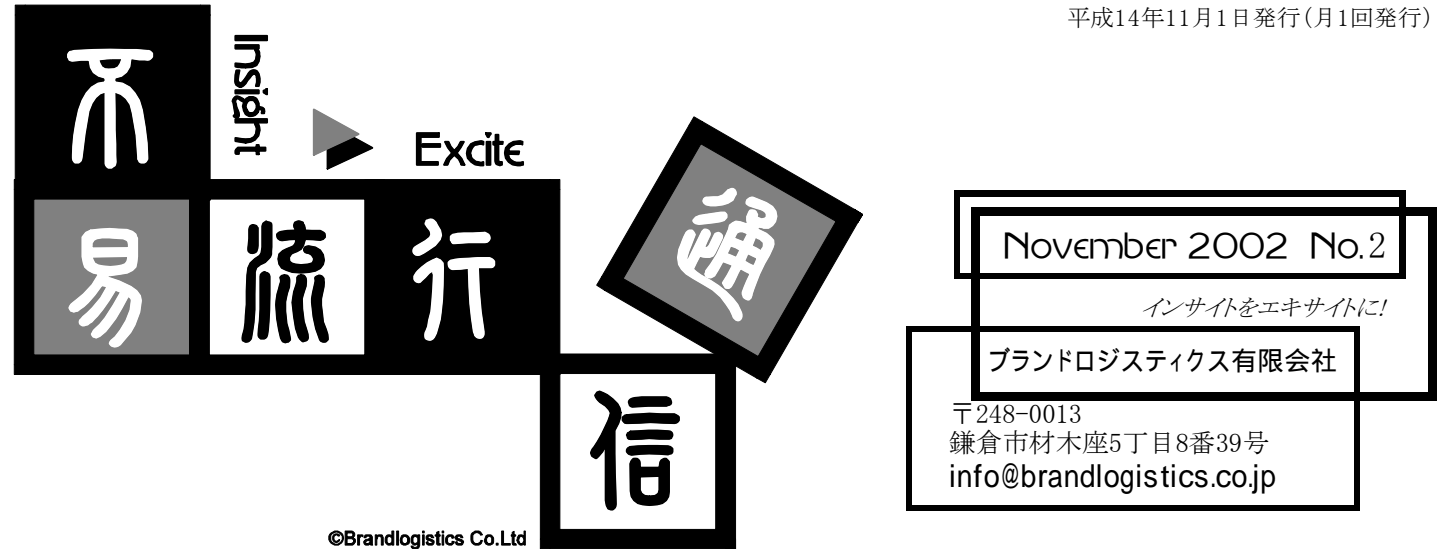 平成14年11月1日発行（月1回発行）
不
易流行
通
信
Insight
Excite
©Brandlogistics Co.Ltd
November 2002 No.2
インサイトをエキサイトに!
ブランドロジスティクス有限会社
〒248-0013
鎌倉市材木座5丁目8番39号
info@brandlogistics.co.jp